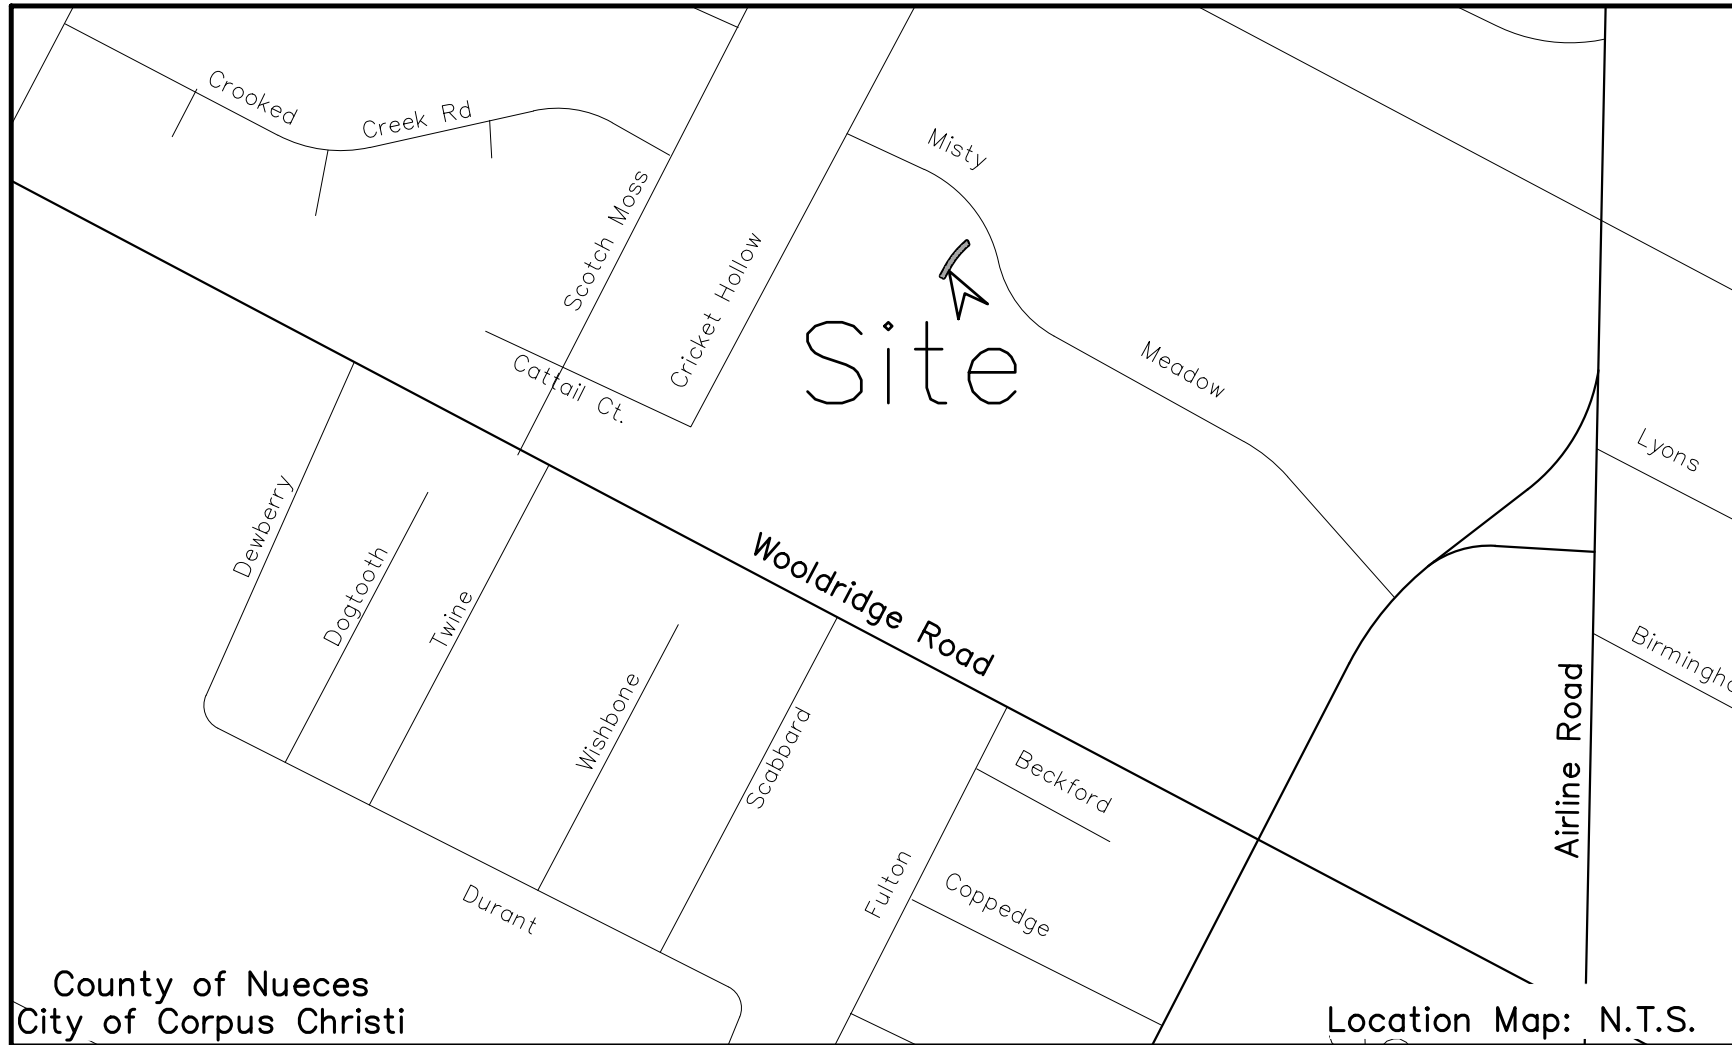 Crooked
Creek Rd
Misty
Scotch Moss
Cricket Hollow
Site
Cattail Ct.
Meadow
Lyons
Dewberry
Dogtooth
Twine
Wooldridge Road
Wishbone
Scabbard
Birmingha
Airline Road
Beckford
Fulton
Coppedge
Durant
County of Nueces
City of Corpus Christi
Location Map: N.T.S.